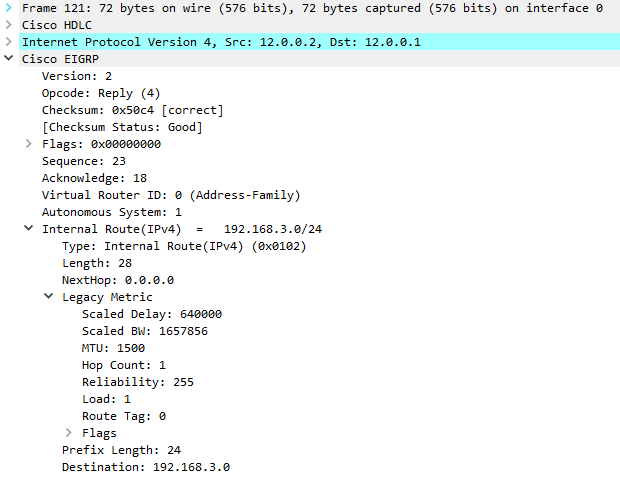 Frame 121: 72 bytes on wire (576 bits), 72 bytes captured (576 bits) on interface 0
Cisco HDLC
Internet Protocol Version 4, Src: 12.0.0.2, Dst: 12.0.0.1
Cisco EIGRP
Version: 2
Opcode: Reply (4)
Checksum: 0x50c4 [correct]
[Checksum Status: Good]
Flags: 0x00000000
Sequence: 23
Acknowledge: 18
Virtual Router ID: 0 (Address-Family)
Autonomous System: 1
Internal Route(IPv4)  =   192.168.3.0/24
Type: Internal Route(IPv4) (0x0102)
Length: 28
NextHop: 0.0.0.0
Legacy Metric
Scaled Delay: 640000
Scaled BW: 1657856
MTU: 1500
Hop Count: 1
Reliability: 255
Load: 1
Route Tag: 0
Flags
Prefix Length: 24
Destination: 192.168.3.0